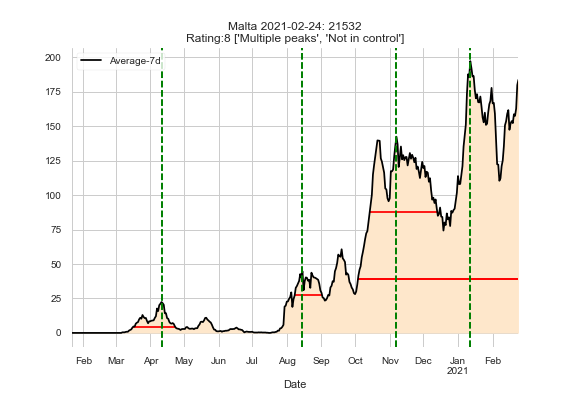 Malta 2021-02-24: 21532
Rating:8 ['Multiple peaks', 'Not in control']
Average-7d
200
175
150
125
100
75
50
25
0
Feb Mar Apr May Jun Jul Aug Sep Oct Nov Dec Jan Feb
2021
Date